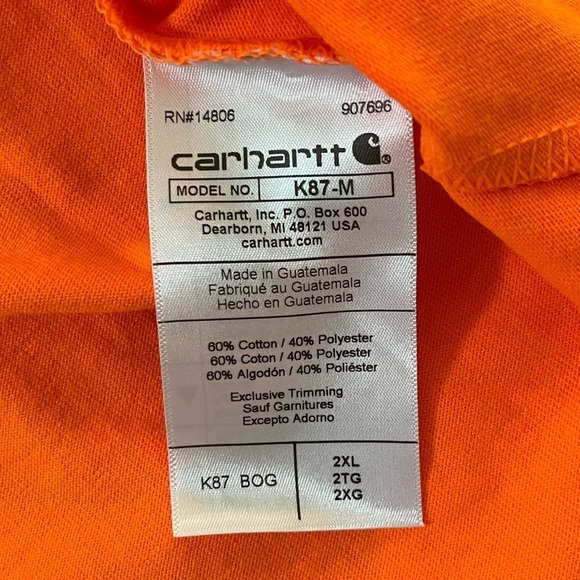 RN#14806 907696
carhartt ®
MODEL NO. K87-M
Carhartt, Inc. P.O. Box 600
Dearborn, MI 48121 USA
carhartt.com
Made in Guatemala
Fabriqué au Guatemala
Hecho en Guatemala
60% Cotton / 40% Polyester
60% Coton / 40% Polyester
60% Algodón / 40% Poliéster
Exclusive Trimming
Sauf Garnitures
Excepto Adorno
K87 BOG
2XL
2TG
2XG